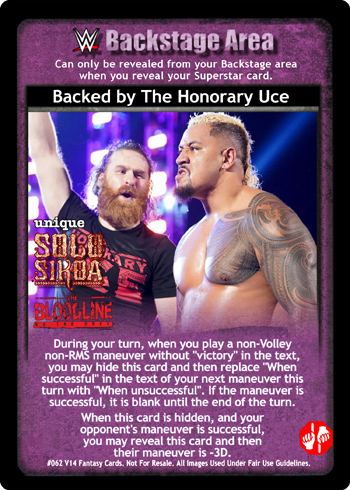 W Backstage Area
Can only be revealed from your Backstage area
when you reveal your Superstar card.
Backed by The Honorary Uce
unique
SOLO
SIKOA
THE
BLOODLINE
WE THE ONES
During your turn, when you play a non-Volley
non-RMS maneuver without "victory" in the text,
you may hide this card and then replace "When
successful" in the text of your next maneuver this
turn with "When unsuccessful". If the maneuver is
successful, it is blank until the end of the turn.
When this card is hidden, and your
opponent's maneuver is successful,
you may reveal this card and then
their maneuver is -3D.
#062 V14 Fantasy Cards. Not For Resale. All Images Used Under Fair Use Guidelines.